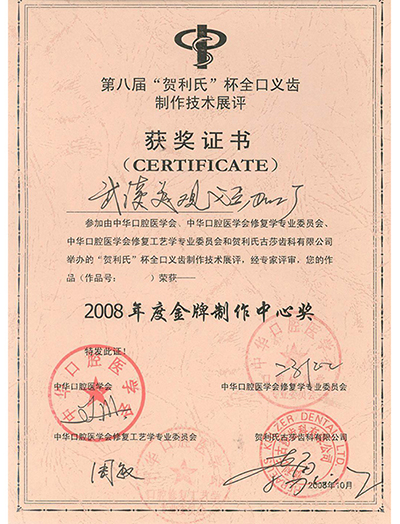 第八届“贺利氏”杯全口义齿
制作技术展评
获奖证书
(CERTIFICATE)
参加由中华口腔医学会、中华口腔医学会修复学专业委员会、
中华口腔医学会修复工艺学专业委员会和贺利氏古莎齿科有限公司
举办的“贺利氏”杯全口义齿制作技术展评，经专家评审，您的作
品（作品号： ）荣获——
2008年度金牌制作中心奖
特发此证！
中华口腔医学会 中华口腔医学会修复学专业委员会
中华口腔医学会修复工艺学专业委员会 贺利氏古莎齿科有限公司
2008年10月